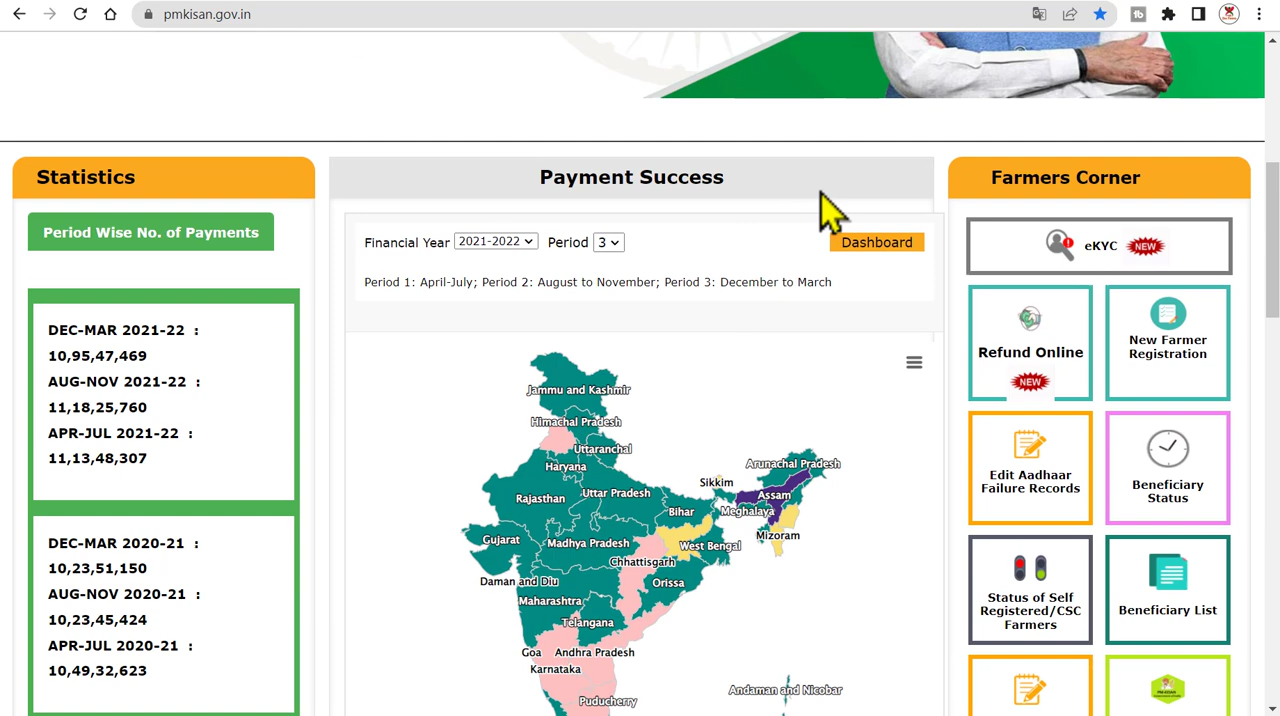 pmkisan.gov.in
Statistics
Period Wise No. of Payments
DEC-MAR 2021-22 :
10,95,47,469
AUG-NOV 2021-22 :
11,18,25,760
APR-JUL 2021-22 :
11,13,48,307
DEC-MAR 2020-21 :
10,23,51,150
AUG-NOV 2020-21 :
10,23,45,424
APR-JUL 2020-21 :
10,49,32,623
Payment Success
Financial Year 2021-2022 Period 3
Dashboard
Period 1: April-July; Period 2: August to November; Period 3: December to March
Jammu and Kashmir
Himachal Pradesh
Uttaranchal
Haryana
Arunachal Pradesh
Sikkim
Rajasthan
Uttar Pradesh
Assam
Bihar
Meghalaya
Gujarat
Madhya Pradesh
West Bengal
Mizoram
Chhattisgarh
Daman and Diu
Orissa
Maharashtra
Telangana
Goa
Andhra Pradesh
Karnataka
Andaman and Nicobar
Puducherry
Farmers Corner
eKYC NEW
Refund Online
NEW
New Farmer
Registration
Edit Aadhaar
Failure Records
Beneficiary
Status
Status of Self
Registered/CSC
Farmers
Beneficiary List